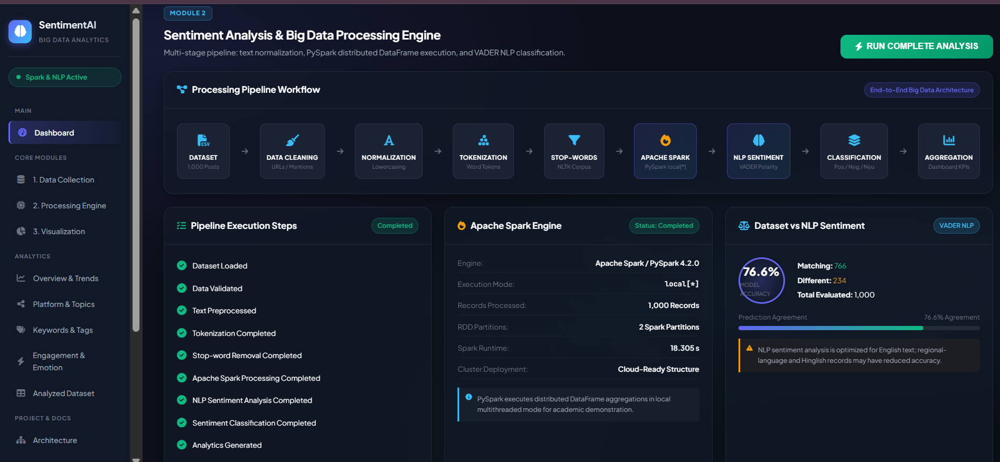 SentimentAI
BIG DATA ANALYTICS
Spark & NLP Active
MAIN
Dashboard
CORE MODULES
1. Data Collection
2. Processing Engine
3. Visualization
ANALYTICS
Overview & Trends
Platform & Topics
Keywords & Tags
Engagement &
Emotion
Analyzed Dataset
PROJECT & DOCS
Architecture
MODULE 2
Sentiment Analysis & Big Data Processing Engine
Multi-stage pipeline: text normalization, PySpark distributed DataFrame execution, and VADER NLP classification.
RUN COMPLETE ANALYSIS
Processing Pipeline Workflow
End-to-End Big Data Architecture
CSV
DATASET
1,000 Posts
DATA CLEANING
URLs / Mentions
NORMALIZATION
Lowercasing
TOKENIZATION
Word Tokens
STOP-WORDS
NLTK Corpus
APACHE SPARK
PySpark local[*]
NLP SENTIMENT
VADER Polarity
CLASSIFICATION
Pos / Neg / Neu
AGGREGATION
Dashboard KPIs
Pipeline Execution Steps
Completed
Dataset Loaded
Data Validated
Text Preprocessed
Tokenization Completed
Stop-word Removal Completed
Apache Spark Processing Completed
NLP Sentiment Analysis Completed
Sentiment Classification Completed
Analytics Generated
Apache Spark Engine
Status: Completed
Engine: Apache Spark / PySpark 4.2.0
Execution Mode: local[*]
Records Processed: 1,000 Records
RDD Partitions: 2 Spark Partitions
Spark Runtime: 18.305 s
Cluster Deployment: Cloud-Ready Structure
PySpark executes distributed DataFrame aggregations in local
multithreaded mode for academic demonstration.
Dataset vs NLP Sentiment
VADER NLP
76.6%
MODEL
ACCURACY
Matching: 766
Different: 234
Total Evaluated: 1,000
Prediction Agreement 76.6% Agreement
NLP sentiment analysis is optimized for English text; regional-
language and Hinglish records may have reduced accuracy.